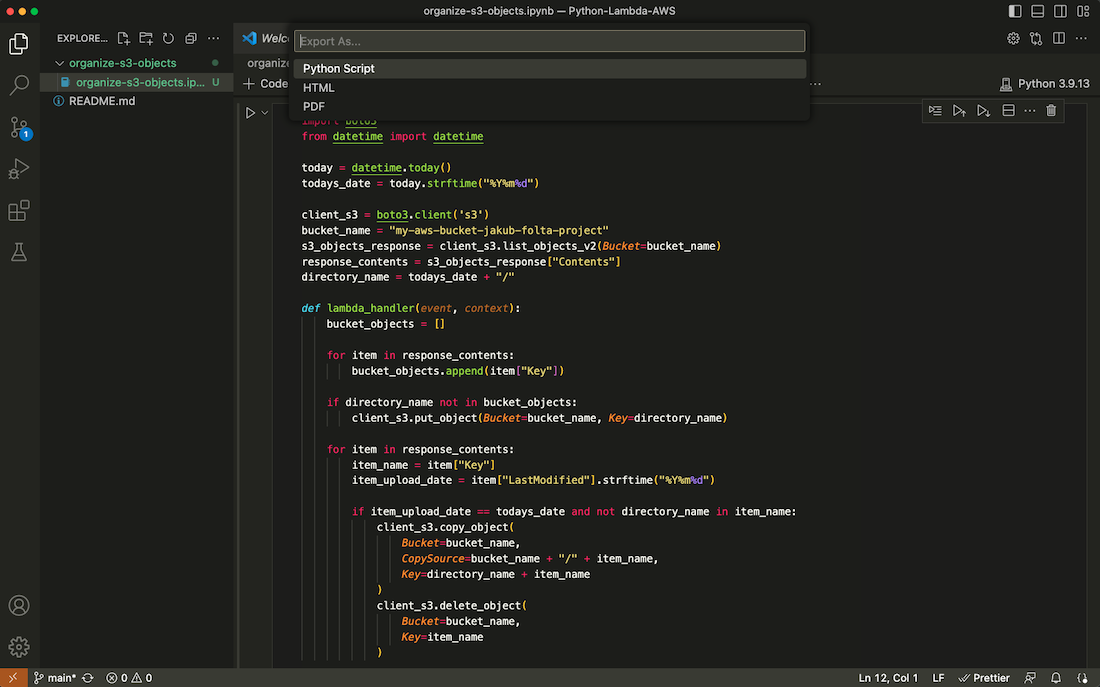 organize-s3-objects.ipynb — Python-Lambda-AWS
EXPLORE...
Welc
Export As...
Python Script
HTML
PDF
organize-s3-objects
organize-s3-objects.ip... U
README.md
1
organize
Code
...
Python 3.9.13
import boto3
from datetime import datetime
today = datetime.today()
todays_date = today.strftime("%Y%m%d")
client_s3 = boto3.client('s3')
bucket_name = "my-aws-bucket-jakub-folta-project"
s3_objects_response = client_s3.list_objects_v2(Bucket=bucket_name)
response_contents = s3_objects_response["Contents"]
directory_name = todays_date + "/"
def lambda_handler(event, context):
bucket_objects = []
for item in response_contents:
bucket_objects.append(item["Key"])
if directory_name not in bucket_objects:
client_s3.put_object(Bucket=bucket_name, Key=directory_name)
for item in response_contents:
item_name = item["Key"]
item_upload_date = item["LastModified"].strftime("%Y%m%d")
if item_upload_date == todays_date and not directory_name in item_name:
client_s3.copy_object(
Bucket=bucket_name,
CopySource=bucket_name + "/" + item_name,
Key=directory_name + item_name
)
client_s3.delete_object(
Bucket=bucket_name,
Key=item_name
)
main* 0 0 Ln 12, Col 1 LF Prettier